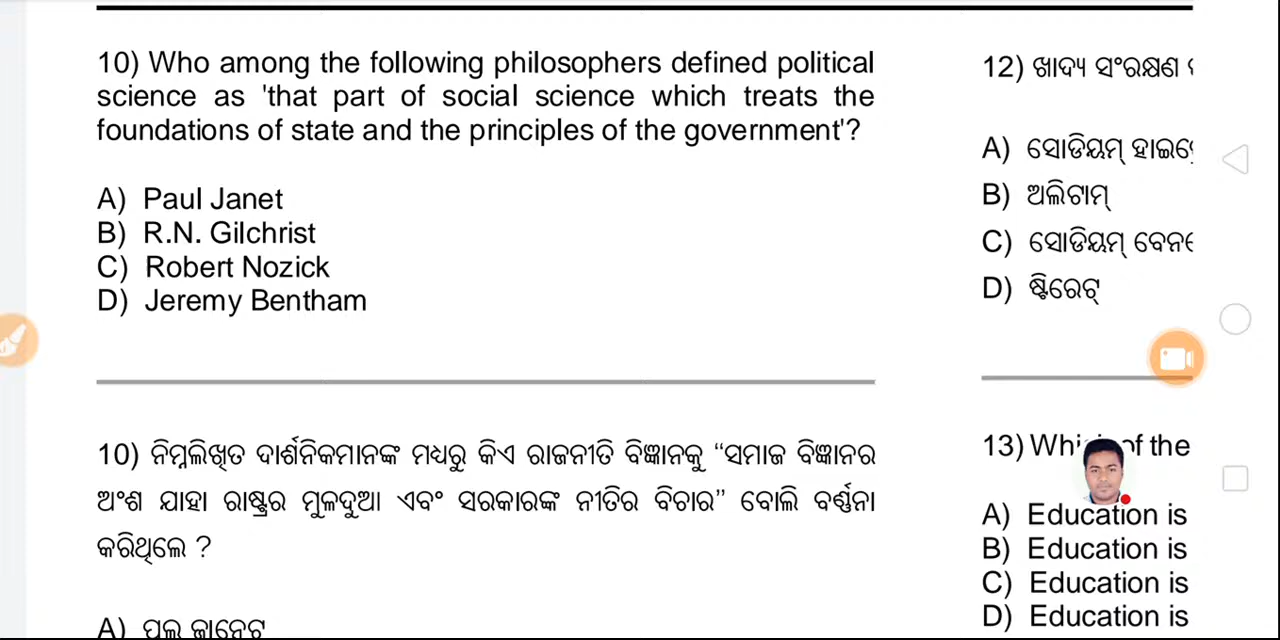 10) Who among the following philosophers defined political
science as 'that part of social science which treats the
foundations of state and the principles of the government'?
A) Paul Janet
B) R.N. Gilchrist
C) Robert Nozick
D) Jeremy Bentham
10) ନିମ୍ନଲିଖିତ ଦାର୍ଶନିକମାନଙ୍କ ମଧ୍ୟରୁ କିଏ ରାଜନୀତି ବିଜ୍ଞାନକୁ “ସମାଜ ବିଜ୍ଞାନର
ଅଂଶ ଯାହା ରାଷ୍ଟ୍ରର ମୂଳଦୁଆ ଏବଂ ସରକାରଙ୍କ ନୀତିର ବିଚାର” ବୋଲି ବର୍ଣ୍ଣନା
କରିଥିଲେ ?
A) ପଲ ଜାନେଟ
12) ଖାଦ୍ୟ ସଂରକ୍ଷଣ
A) ସୋଡିୟମ୍
B) ଅଲିଟାମ୍
C) ସୋଡିୟମ୍
D) ଷ୍ଟିରେଟ୍
13) of the
A) Education is
B) Education is
C) Education is
D) Education is